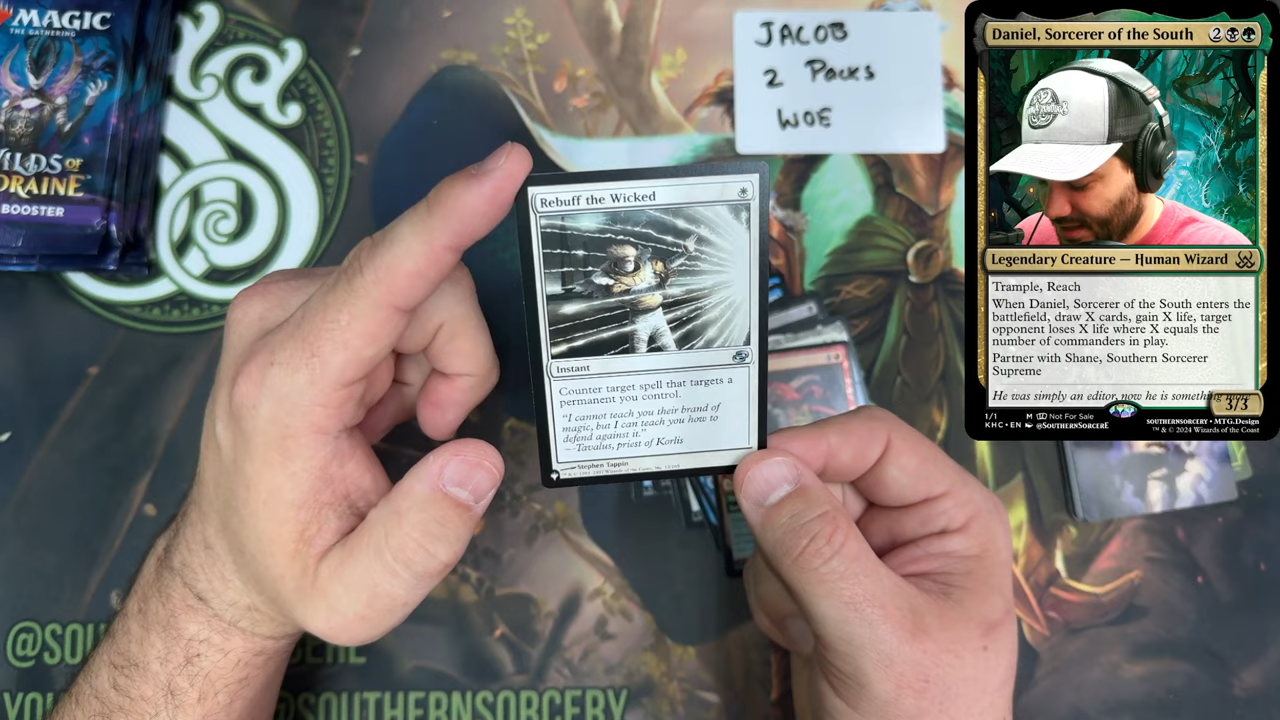 MAGIC
THE GATHERING
WILDS OF
ELDRAINE
BOOSTER
JACOB
2 Packs
WOE
Rebuff the Wicked
Instant
Counter target spell that targets a
permanent you control.
"I cannot teach you their brand of
magic, but I can teach you how to
defend against it."
—Tavalus, priest of Korlis
Stephen Tappin
Daniel, Sorcerer of the South
2
Legendary Creature — Human Wizard
Trample, Reach
When Daniel, Sorcerer of the South enters the
battlefield, draw X cards, gain X life, target
opponent loses X life where X equals the
number of commanders in play.
Partner with Shane, Southern Sorcerer
Supreme
He was simply an editor, now he is something more
3/3
1/1 M Not For Sale
KHC • EN @SOUTHERNSORCERE
SOUTHERNSORCERY • MTG.Design
™ & © 2024 Wizards of the Coast
@SOU CERE
YOU @SOUTHERNSORCERY